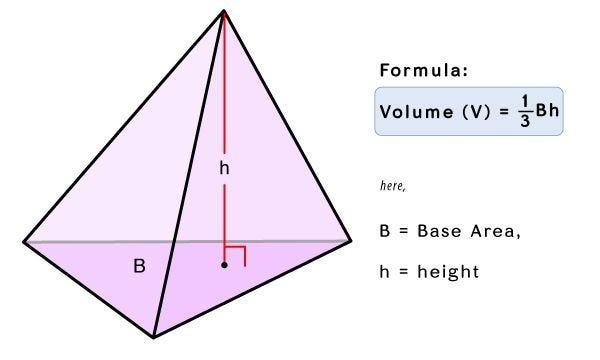 h
B
Formula:
Volume (V) = 1/3 Bh
here,
B = Base Area,
h = height